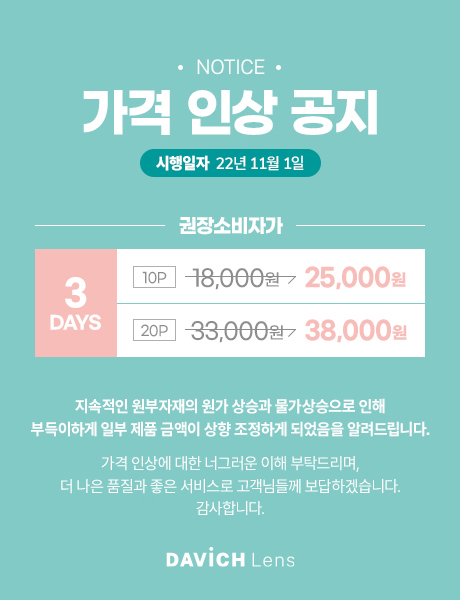 • NOTICE •
가격 인상 공지
시행일자 22년 11월 1일
권장소비자가
3
DAYS
10P 18,000원 25,000원
20P 33,000원 38,000원
지속적인 원부자재의 원가 상승과 물가상승으로 인해
부득이하게 일부 제품 금액이 상향 조정하게 되었음을 알려드립니다.
가격 인상에 대한 너그러운 이해 부탁드리며,
더 나은 품질과 좋은 서비스로 고객님들께 보답하겠습니다.
감사합니다.
DAVICH Lens